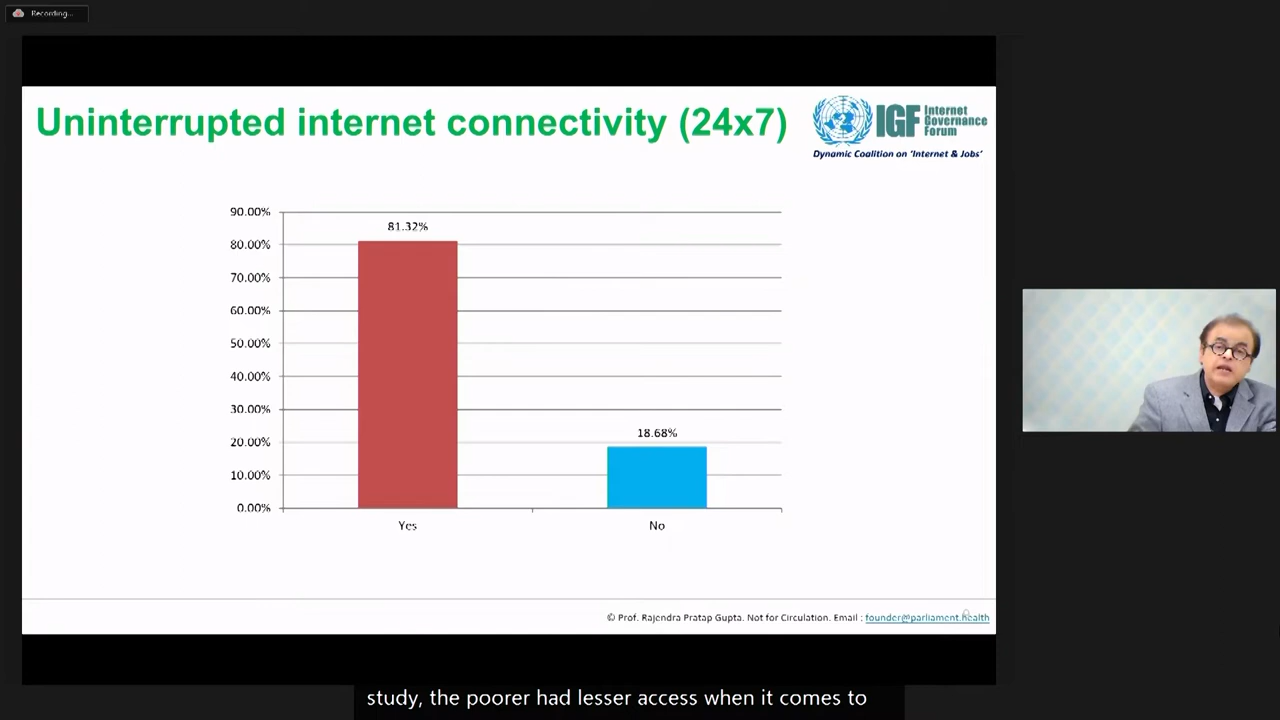 Recording...
Uninterrupted internet connectivity (24x7)
IGF Internet Governance Forum
Dynamic Coalition on 'Internet & Jobs'
90.00%
80.00%
70.00%
60.00%
50.00%
40.00%
30.00%
20.00%
10.00%
0.00%
81.32%
18.68%
Yes No
© Prof. Rajendra Pratap Gupta. Not for Circulation. Email : founder@parliament.health
study, the poorer had lesser access when it comes to